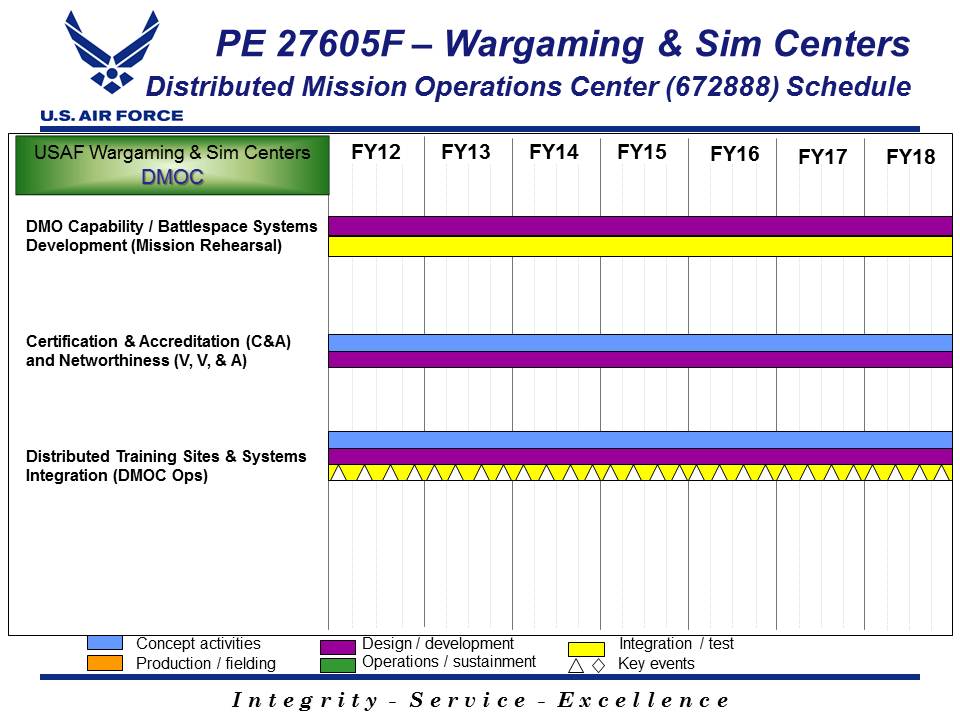 PE 27605F – Wargaming & Sim Centers
Distributed Mission Operations Center (672888) Schedule
U.S. AIR FORCE
USAF Wargaming & Sim Centers
DMOC
FY12 FY13 FY14 FY15 FY16 FY17 FY18
DMO Capability / Battlespace Systems
Development (Mission Rehearsal)
Certification & Accreditation (C&A)
and Networthiness (V, V, & A)
Distributed Training Sites & Systems
Integration (DMOC Ops)
Concept activities Design / development Integration / test
Production / fielding Operations / sustainment Key events
Integrity - Service - Excellence